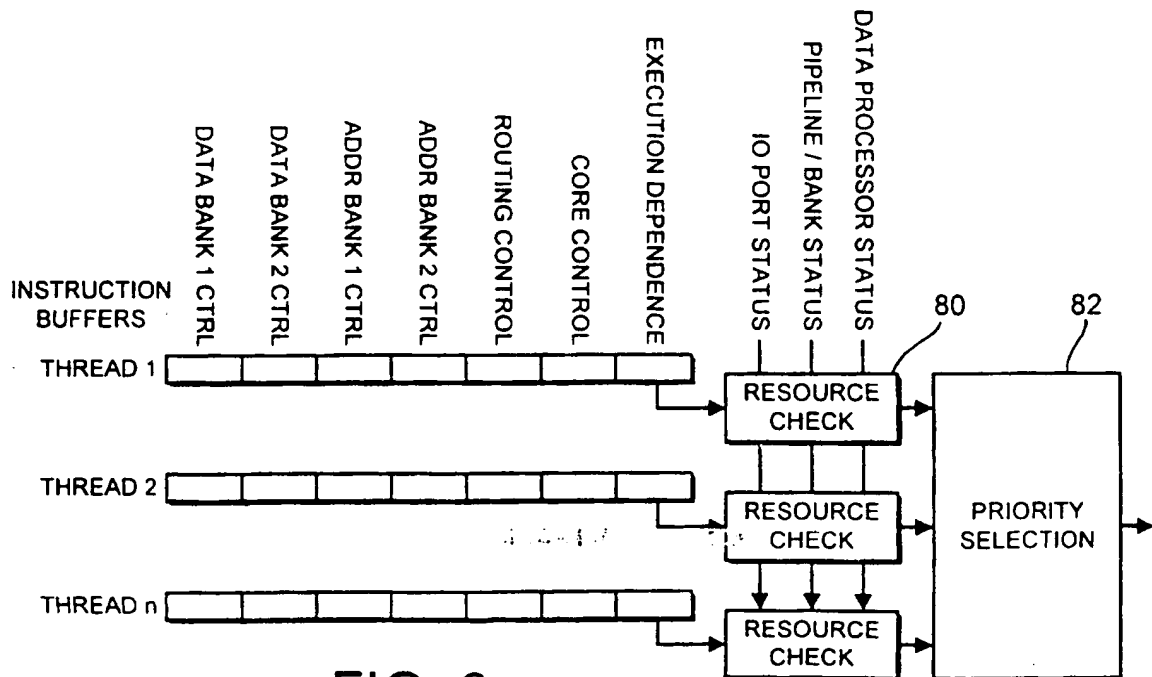 DATA BANK 1 CTRL
DATA BANK 2 CTRL
ADDR BANK 1 CTRL
ADDR BANK 2 CTRL
ROUTING CONTROL
CORE CONTROL
EXECUTION DEPENDENCE
IO PORT STATUS
PIPELINE / BANK STATUS
DATA PROCESSOR STATUS
80
82
INSTRUCTION
BUFFERS
THREAD 1
RESOURCE
CHECK
THREAD 2
RESOURCE
CHECK
PRIORITY
SELECTION
THREAD n
RESOURCE
CHECK